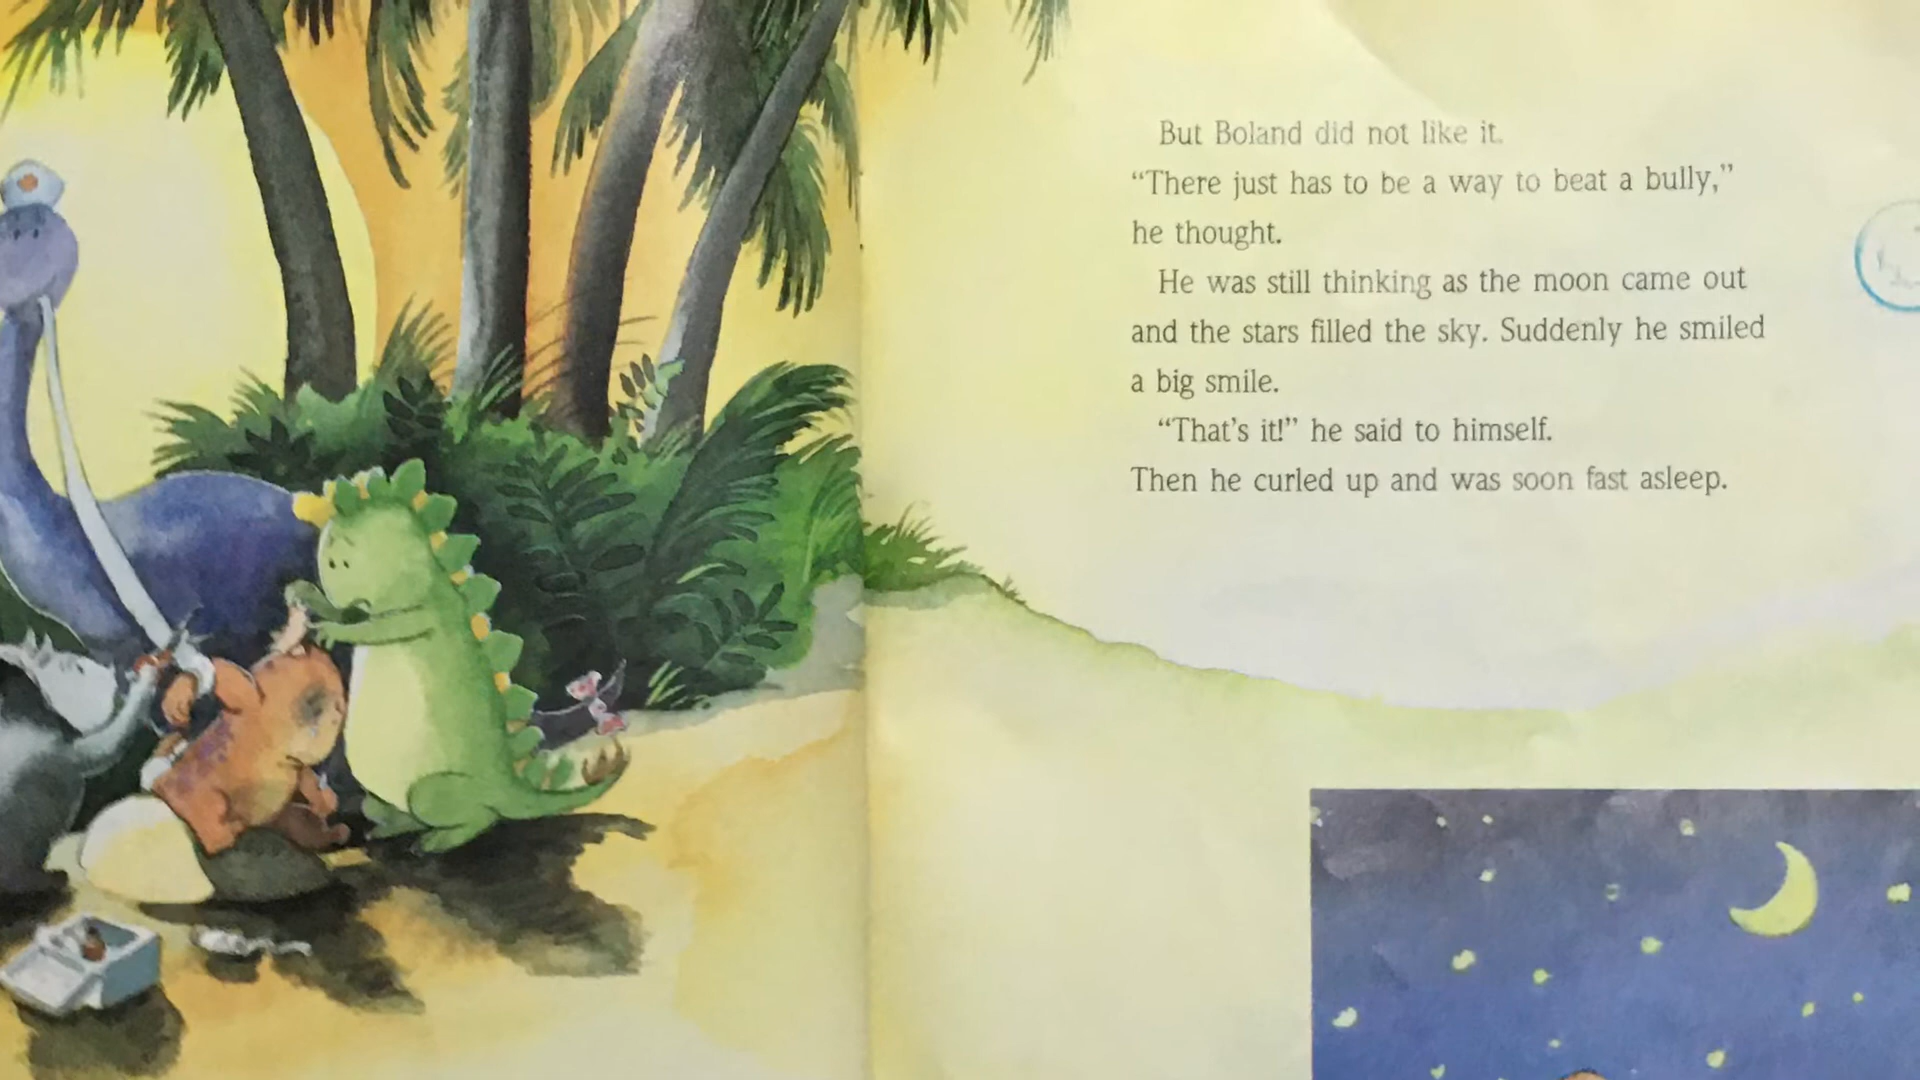 But Boland did not like it.
“There just has to be a way to beat a bully,”
he thought.
He was still thinking as the moon came out
and the stars filled the sky. Suddenly he smiled
a big smile.
“That’s it!” he said to himself.
Then he curled up and was soon fast asleep.